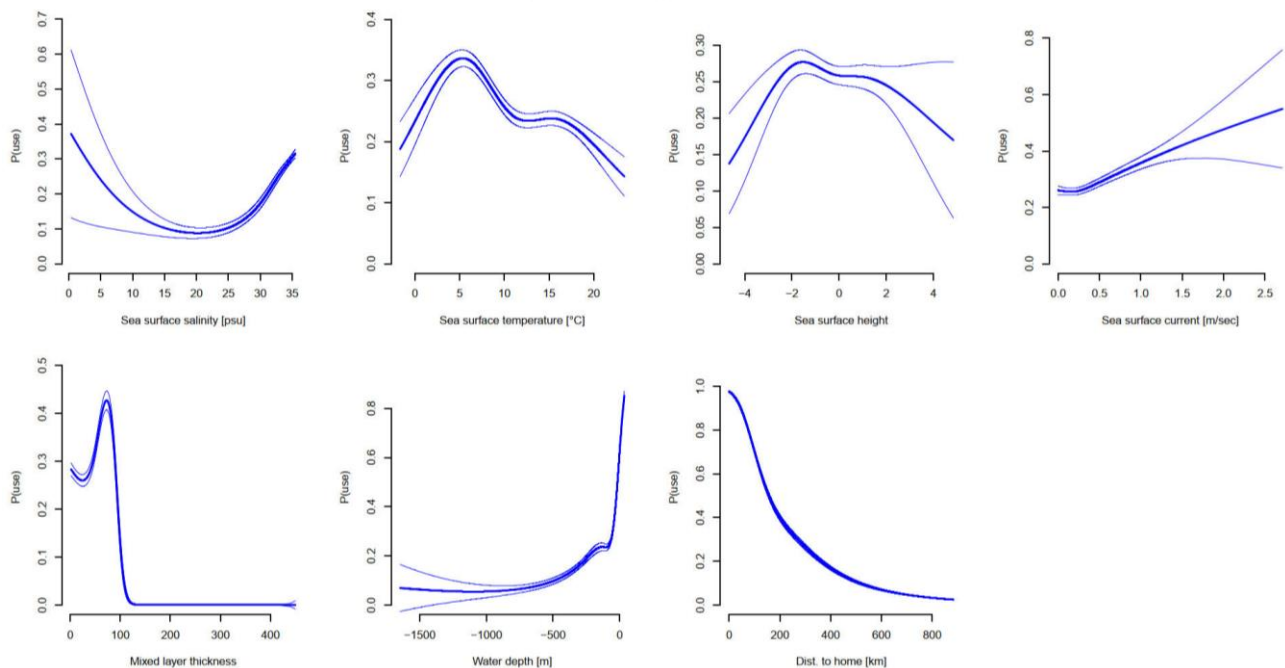 P(use)
0.0 0.1 0.2 0.3 0.4 0.5 0.6 0.7
0 5 10 15 20 25 30 35
Sea surface salinity [psu]
P(use)
0.0 0.1 0.2 0.3 0.4
0 5 10 15 20
Sea surface temperature [°C]
P(use)
0.00 0.05 0.10 0.15 0.20 0.25 0.30
−4 −2 0 2 4
Sea surface height
P(use)
0.0 0.2 0.4 0.6 0.8
0.0 0.5 1.0 1.5 2.0 2.5
Sea surface current [m/sec]
P(use)
0.0 0.1 0.2 0.3 0.4 0.5
0 100 200 300 400
Mixed layer thickness
P(use)
0.0 0.2 0.4 0.6 0.8
−1500 −1000 −500 0
Water depth [m]
P(use)
0.0 0.2 0.4 0.6 0.8 1.0
0 200 400 600 800
Dist. to home [km]